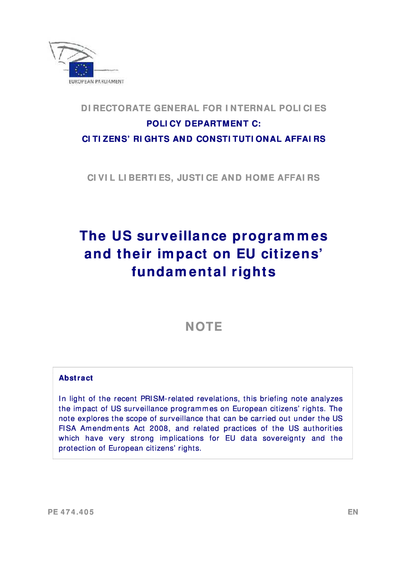 EUROPEAN PARLIAMENT
DIRECTORATE GENERAL FOR INTERNAL POLICIES
POLICY DEPARTMENT C:
CITIZENS' RIGHTS AND CONSTITUTIONAL AFFAIRS
CIVIL LIBERTIES, JUSTICE AND HOME AFFAIRS
The US surveillance programmes
and their impact on EU citizens'
fundamental rights
NOTE
Abstract
In light of the recent PRISM-related revelations, this briefing note analyzes
the impact of US surveillance programmes on European citizens' rights. The
note explores the scope of surveillance that can be carried out under the US
FISA Amendments Act 2008, and related practices of the US authorities
which have very strong implications for EU data sovereignty and the
protection of European citizens' rights.
PE 474.405 EN